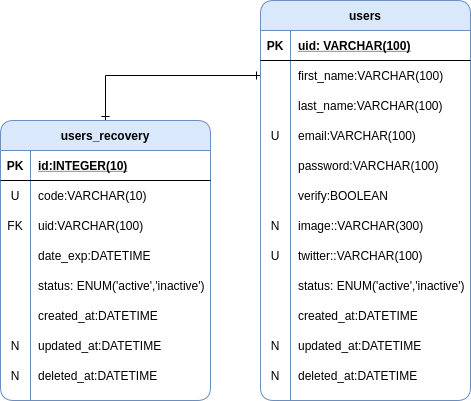 users
PK uid: VARCHAR(100)
first_name:VARCHAR(100)
last_name:VARCHAR(100)
U email:VARCHAR(100)
password:VARCHAR(100)
verify:BOOLEAN
N image::VARCHAR(300)
U twitter::VARCHAR(100)
status: ENUM('active','inactive')
created_at:DATETIME
N updated_at:DATETIME
N deleted_at:DATETIME
users_recovery
PK id:INTEGER(10)
U code:VARCHAR(10)
FK uid:VARCHAR(100)
date_exp:DATETIME
status: ENUM('active','inactive')
created_at:DATETIME
N updated_at:DATETIME
N deleted_at:DATETIME